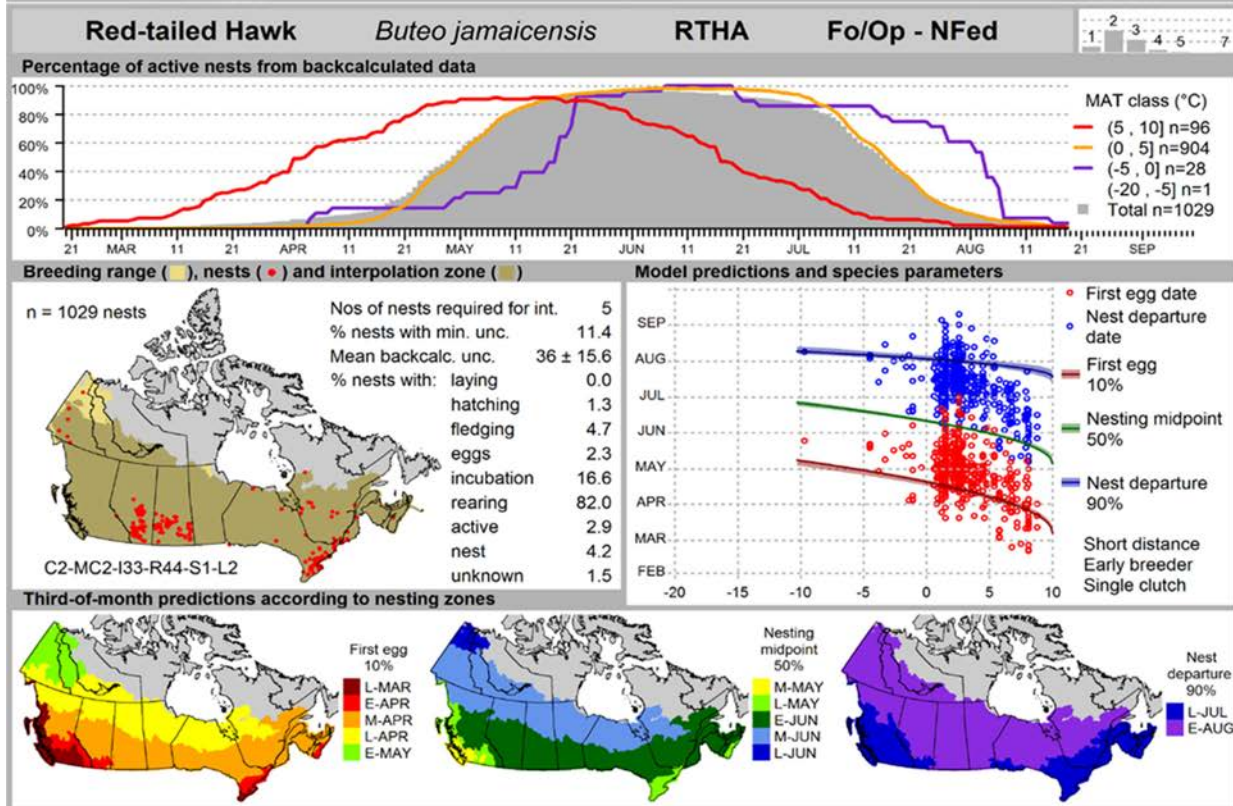 Red-tailed Hawk Buteo jamaicensis RTHA Fo/Op - NFed
1 2 3 4 5 7
Percentage of active nests from backcalculated data
100%
80%
60%
40%
20%
0%
21 MAR 11 21 APR 11 21 MAY 11 21 JUN 11 21 JUL 11 21 AUG 11 21 SEP
MAT class (°C)
(5 , 10] n=96
(0 , 5] n=904
(-5 , 0] n=28
(-20 , -5] n=1
Total n=1029
Breeding range ( ), nests ( ) and interpolation zone ( )
n = 1029 nests
Nos of nests required for int. 5
% nests with min. unc. 11.4
Mean backcalc. unc. 36 ± 15.6
% nests with: laying 0.0
hatching 1.3
fledging 4.7
eggs 2.3
incubation 16.6
rearing 82.0
active 2.9
nest 4.2
unknown 1.5
C2-MC2-I33-R44-S1-L2
Model predictions and species parameters
SEP
AUG
JUL
JUN
MAY
APR
MAR
FEB
-20 -15 -10 -5 0 5 10
First egg date
Nest departure
date
First egg
10%
Nesting midpoint
50%
Nest departure
90%
Short distance
Early breeder
Single clutch
Third-of-month predictions according to nesting zones
First egg
10%
L-MAR
E-APR
M-APR
L-APR
E-MAY
Nesting
midpoint
50%
M-MAY
L-MAY
E-JUN
M-JUN
L-JUN
Nest
departure
90%
L-JUL
E-AUG